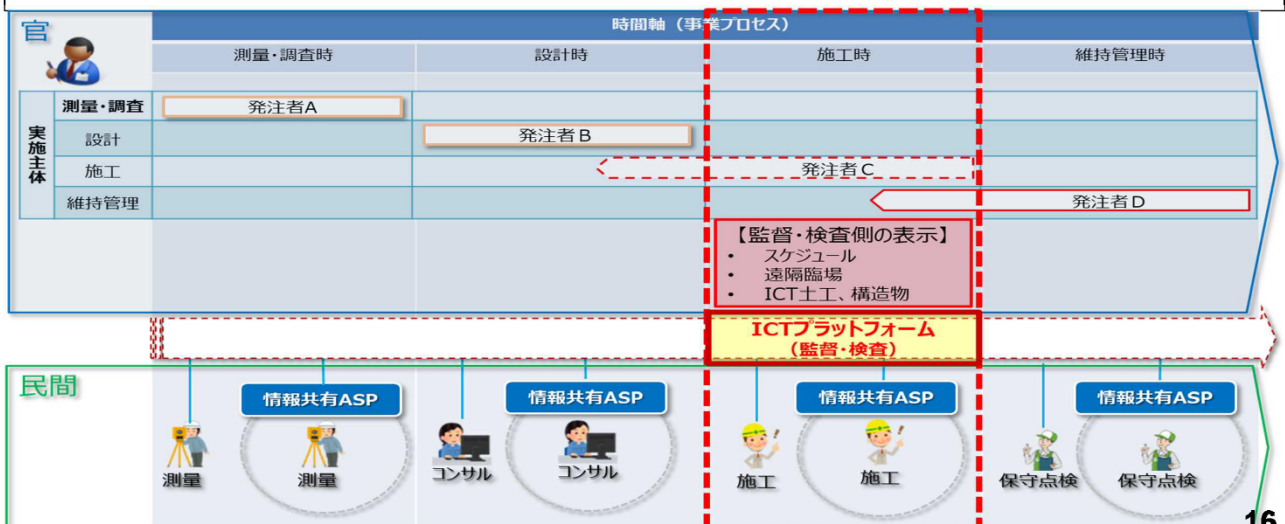 官
時間軸（事業プロセス）
測量・調査時
設計時
施工時
維持管理時
実施主体
測量・調査
発注者A
設計
発注者B
施工
発注者C
維持管理
発注者D
【監督・検査側の表示】
• スケジュール
• 遠隔臨場
• ICT土工、構造物
ICTプラットフォーム
（監督・検査）
民間
情報共有ASP
情報共有ASP
情報共有ASP
情報共有ASP
測量
測量
コンサル
コンサル
施工
施工
保守点検
保守点検
16